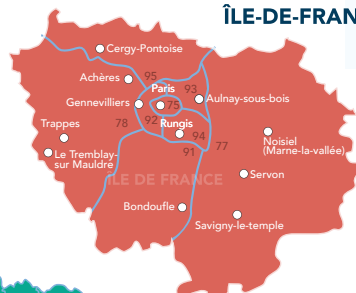 ÎLE-DE-FRAN
Cergy-Pontoise
Achères
95
Paris
93
Gennevilliers
75
Aulnay-sous-bois
Trappes
78
92
Rungis
94
Le Tremblay-
sur Mauldre
91
77
Noisiel
(Marne-la-vallée)
ÎLE DE FRANCE
Servon
Bondoufle
Savigny-le-temple